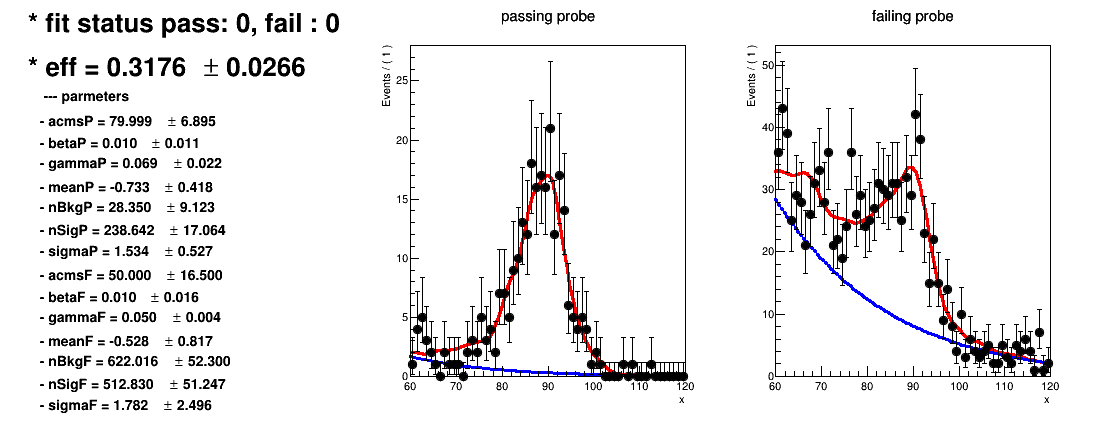 * fit status pass: 0, fail : 0
* eff = 0.3176 ± 0.0266
--- parmeters
- acmsP = 79.999 ± 6.895
- betaP = 0.010 ± 0.011
- gammaP = 0.069 ± 0.022
- meanP = -0.733 ± 0.418
- nBkgP = 28.350 ± 9.123
- nSigP = 238.642 ± 17.064
- sigmaP = 1.534 ± 0.527
- acmsF = 50.000 ± 16.500
- betaF = 0.010 ± 0.016
- gammaF = 0.050 ± 0.004
- meanF = -0.528 ± 0.817
- nBkgF = 622.016 ± 52.300
- nSigF = 512.830 ± 51.247
- sigmaF = 1.782 ± 2.496
passing probe
Events / ( 1 )
25
20
15
10
5
0
60 70 80 90 100 110 120
x
failing probe
Events / ( 1 )
50
40
30
20
10
0
60 70 80 90 100 110 120
x